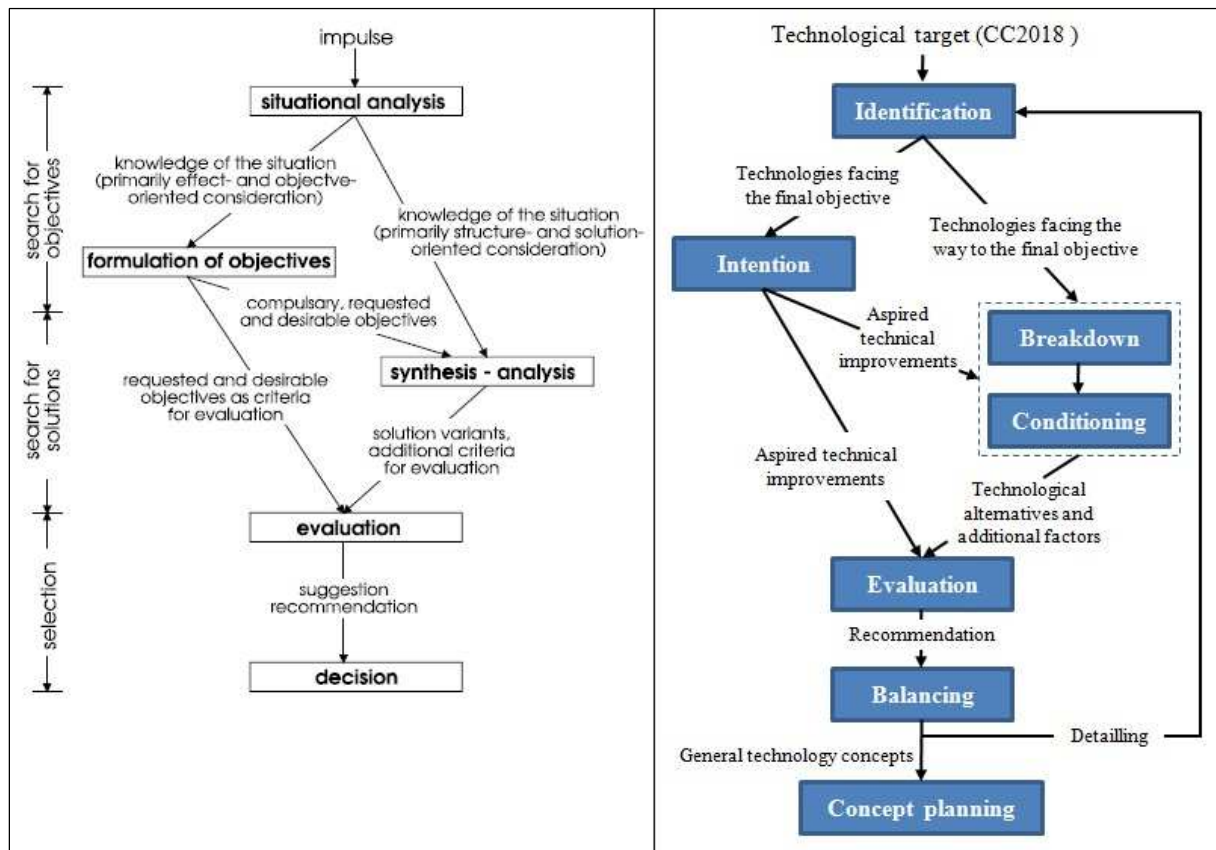 impulse
situational analysis
knowledge of the situation
(primarily effect- and objectve-
oriented consideration)
knowledge of the situation
(primarily structure- and solution-
oriented consideration)
formulation of objectives
compulsary, requested
and desirable objectives
synthesis - analysis
requested and desirable
objectives as criteria
for evaluation
solution variants,
additional criteria
for evaluation
evaluation
suggestion
recommendation
decision
search for
objectives
search for
solutions
selection
Technological target (CC2018 )
Identification
Technologies facing
the final objective
Technologies facing the
way to the final objective
Intention
Aspired
technical
improvements
Breakdown
Conditioning
Aspired technical
improvements
Technological
alternatives and
additional factors
Evaluation
Recommendation
Balancing
General technology concepts
Detailling
Concept planning